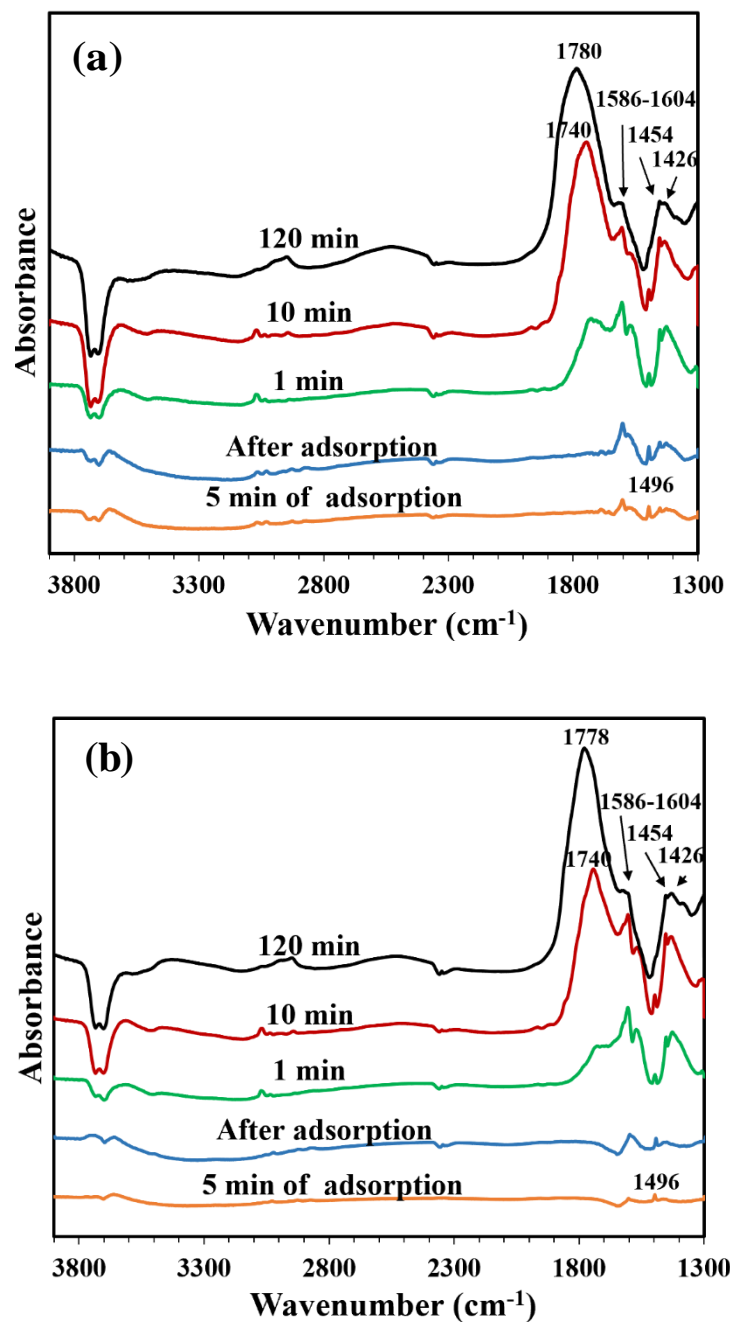 (a)
1780
1586-1604
1740
1454
1426
120 min
10 min
1 min
After adsorption
5 min of adsorption
1496
Absorbance
3800 3300 2800 2300 1800 1300
Wavenumber (cm-1)
(b)
1778
1586-1604
1454
1740
1426
120 min
10 min
1 min
After adsorption
5 min of adsorption
1496
Absorbance
3800 3300 2800 2300 1800 1300
Wavenumber (cm-1)